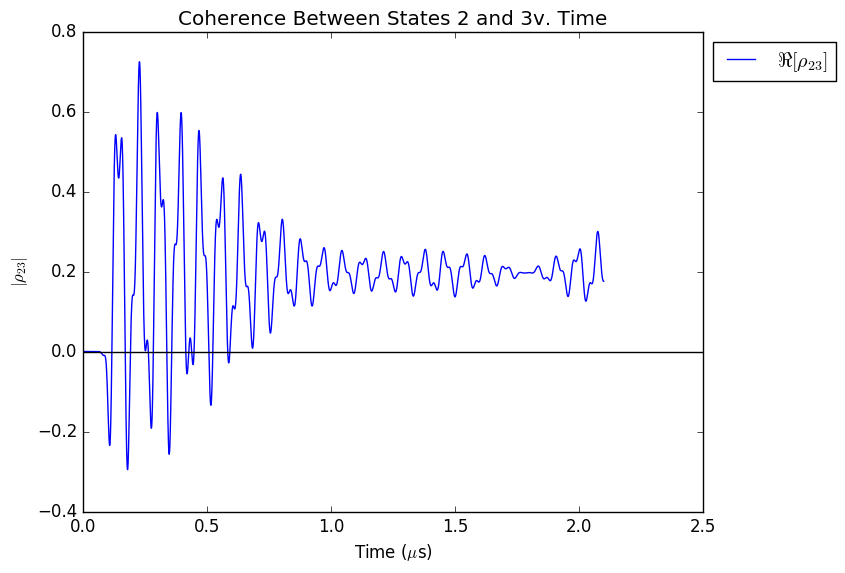 Coherence Between States 2 and 3v. Time
ℜ[ρ₂₃]
|ρ₂₃|
0.8
0.6
0.4
0.2
0.0
−0.2
−0.4
0.0 0.5 1.0 1.5 2.0 2.5
Time (μs)